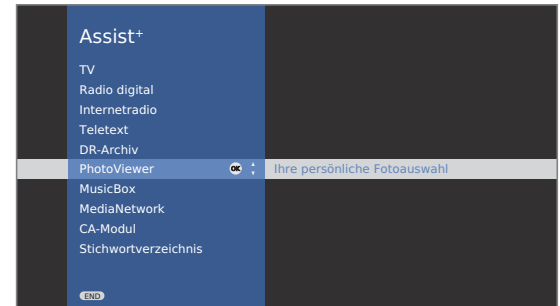 Assist+
TV
Radio digital
Internetradio
Teletext
DR-Archiv
PhotoViewer OK Ihre persönliche Fotoauswahl
MusicBox
MediaNetwork
CA-Modul
Stichwortverzeichnis
END